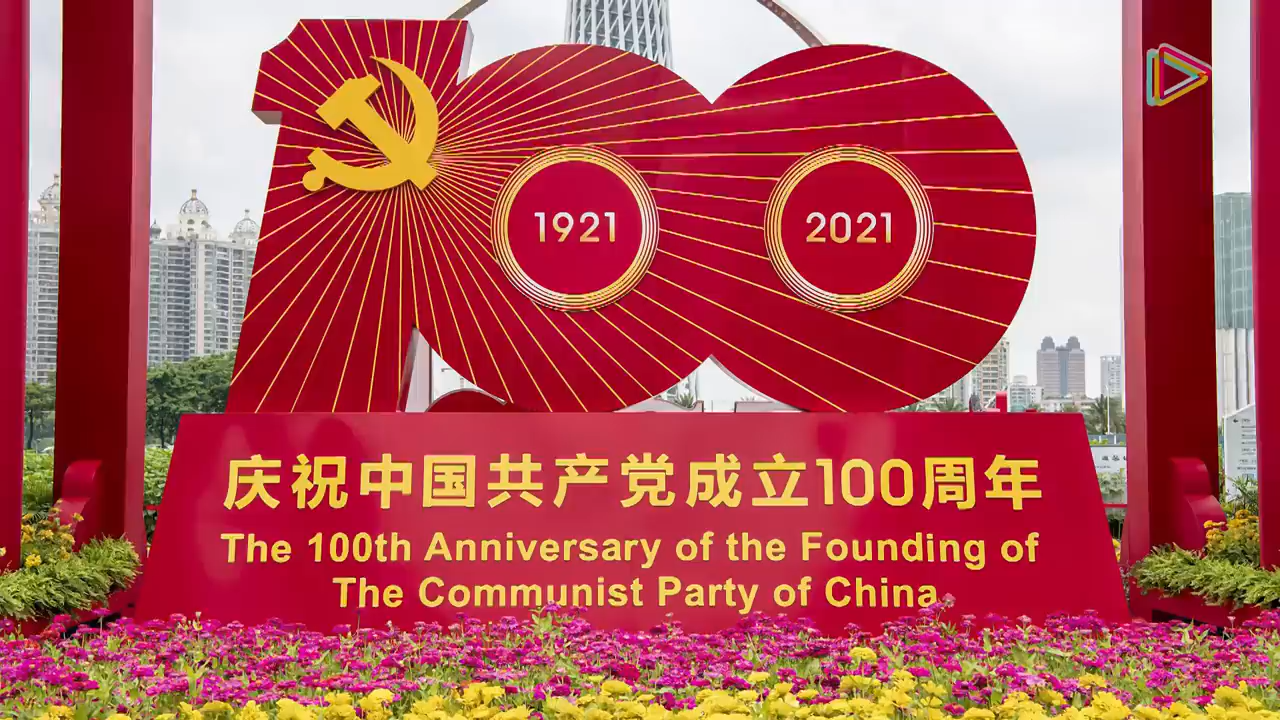 100
1921
2021
庆祝中国共产党成立100周年
The 100th Anniversary of the Founding of
The Communist Party of China